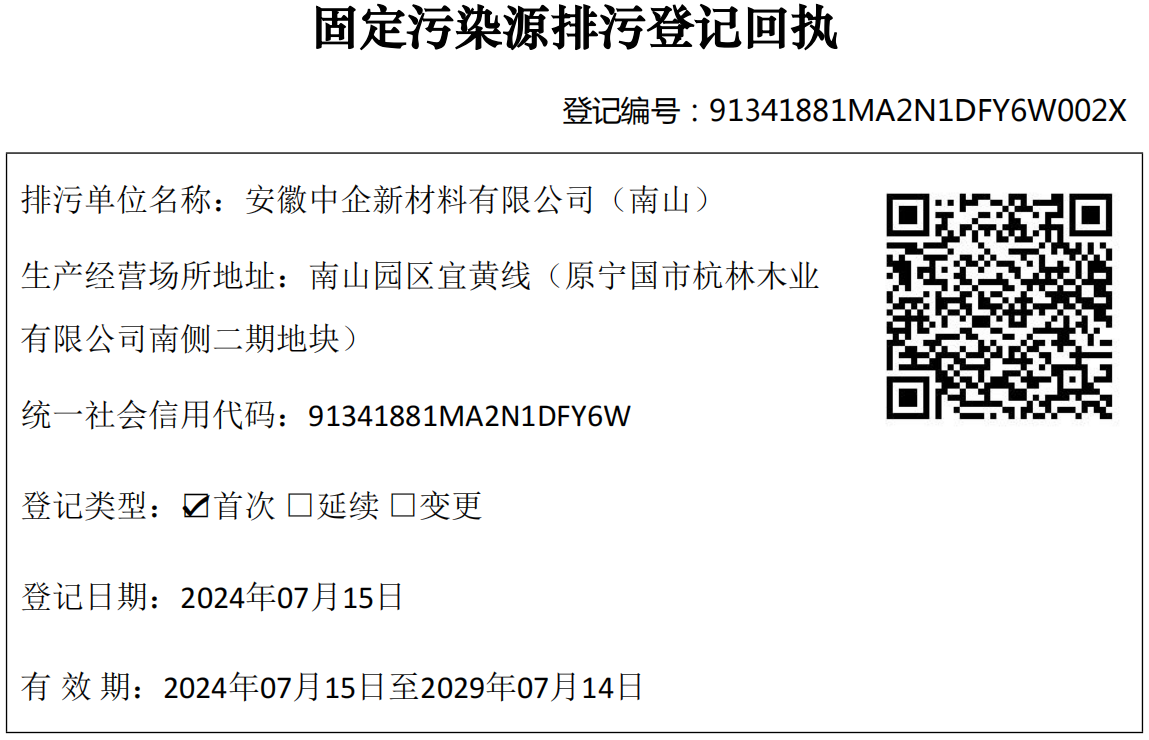 固定污染源排污登记回执
登记编号：91341881MA2N1DFY6W002X
排污单位名称：安徽中企新材料有限公司（南山）
生产经营场所地址：南山园区宜黄线（原宁国市杭林木业
有限公司南侧二期地块）
统一社会信用代码：91341881MA2N1DFY6W
登记类型：☑首次 ☐延续 ☐变更
登记日期：2024年07月15日
有 效 期：2024年07月15日至2029年07月14日